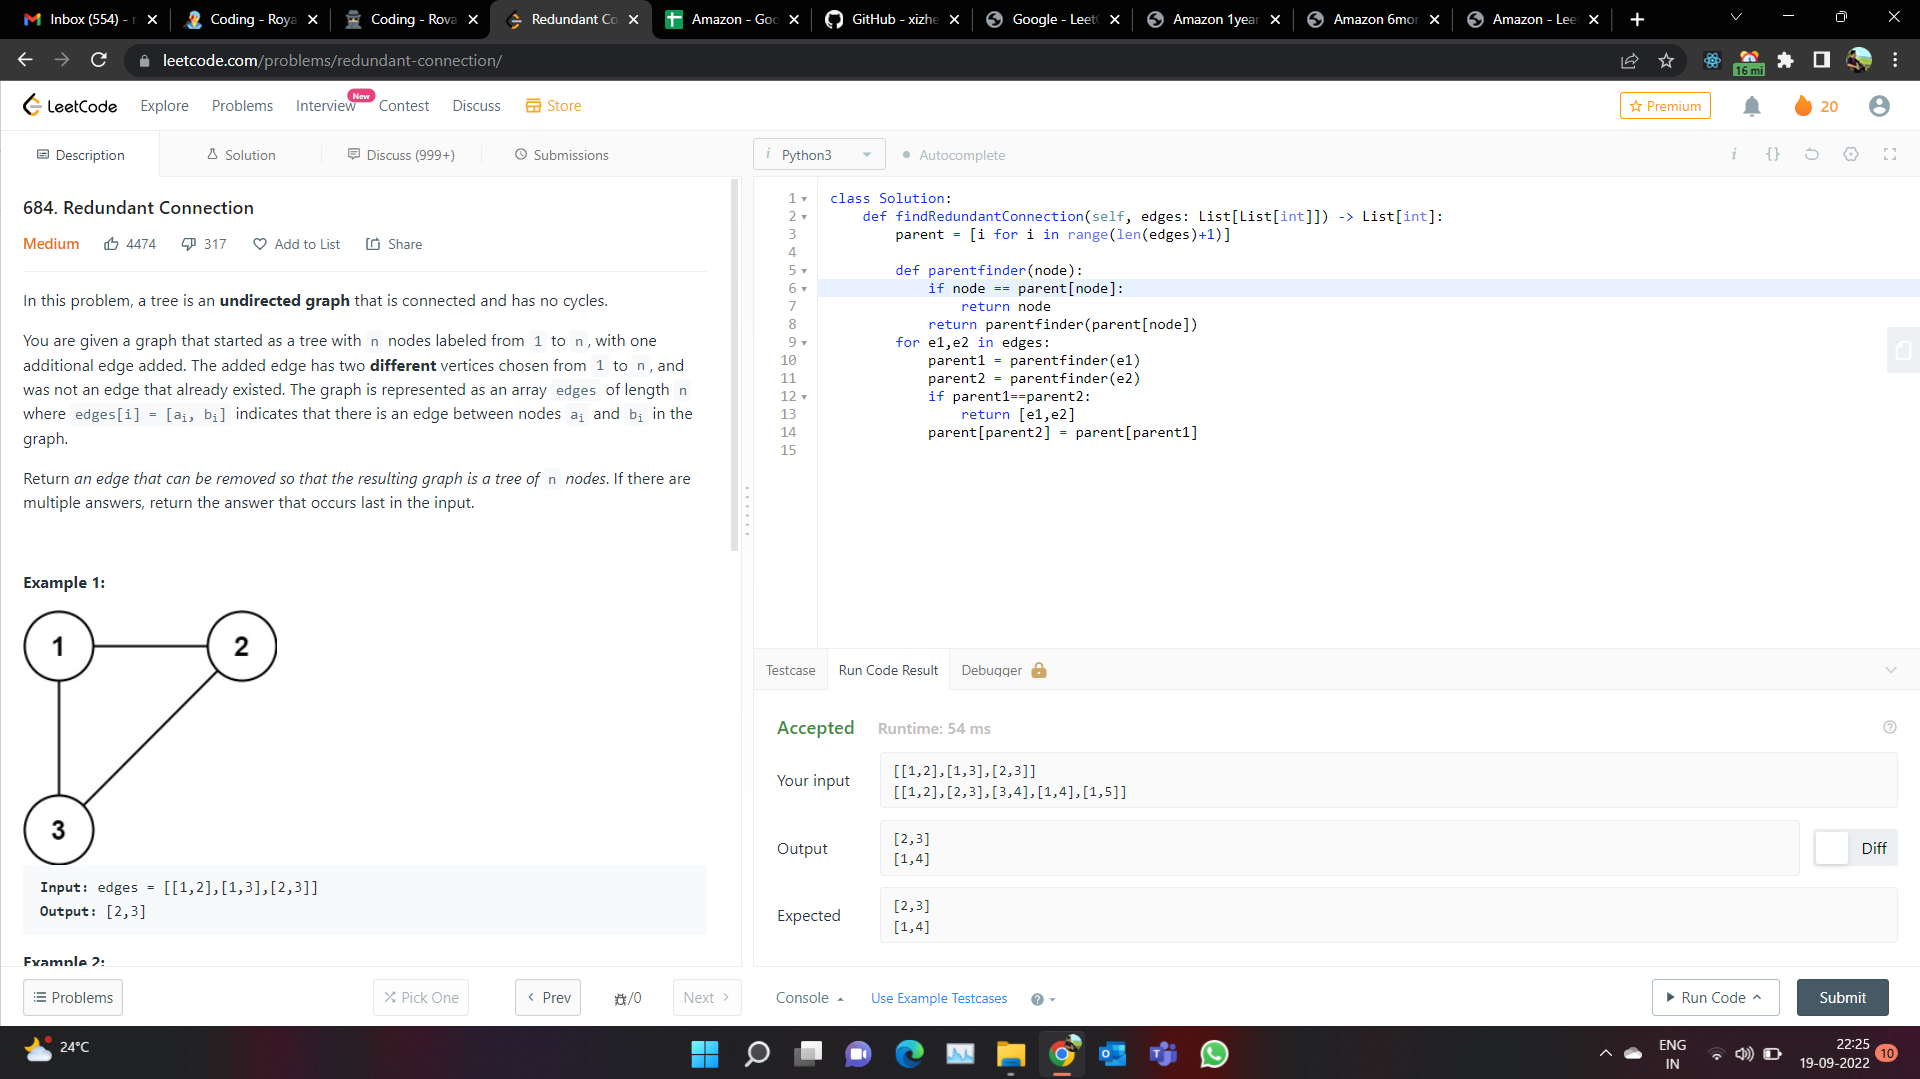 Inbox (554) - r
Coding - Roya
Coding - Rova
Redundant Co
Amazon - Goo
GitHub - xizhe
Google - LeetC
Amazon 1year
Amazon 6mor
Amazon - Lee
leetcode.com/problems/redundant-connection/
16 mi
LeetCode
Explore
Problems
Interview
New
Contest
Discuss
Store
Premium
20
Description
Solution
Discuss (999+)
Submissions
i Python3
Autocomplete
i {}
684. Redundant Connection
Medium
4474
317
Add to List
Share
In this problem, a tree is an undirected graph that is connected and has no cycles.
You are given a graph that started as a tree with n nodes labeled from 1 to n, with one
additional edge added. The added edge has two different vertices chosen from 1 to n, and
was not an edge that already existed. The graph is represented as an array edges of length n
where edges[i] = [ai, bi] indicates that there is an edge between nodes ai and bi in the
graph.
Return an edge that can be removed so that the resulting graph is a tree of n nodes. If there are
multiple answers, return the answer that occurs last in the input.
Example 1:
1
2
3
Input: edges = [[1,2],[1,3],[2,3]]
Output: [2,3]
Example 2:
1 class Solution:
2 def findRedundantConnection(self, edges: List[List[int]]) -> List[int]:
3 parent = [i for i in range(len(edges)+1)]
4
5 def parentfinder(node):
6 if node == parent[node]:
7 return node
8 return parentfinder(parent[node])
9 for e1,e2 in edges:
10 parent1 = parentfinder(e1)
11 parent2 = parentfinder(e2)
12 if parent1==parent2:
13 return [e1,e2]
14 parent[parent2] = parent[parent1]
15
Testcase
Run Code Result
Debugger
Accepted
Runtime: 54 ms
Your input
[[1,2],[1,3],[2,3]]
[[1,2],[2,3],[3,4],[1,4],[1,5]]
Output
[2,3]
[1,4]
Diff
Expected
[2,3]
[1,4]
Problems
Pick One
Prev
/0
Next
Console
Use Example Testcases
Run Code
Submit
24°C
ENG
IN
22:25
19-09-2022
10